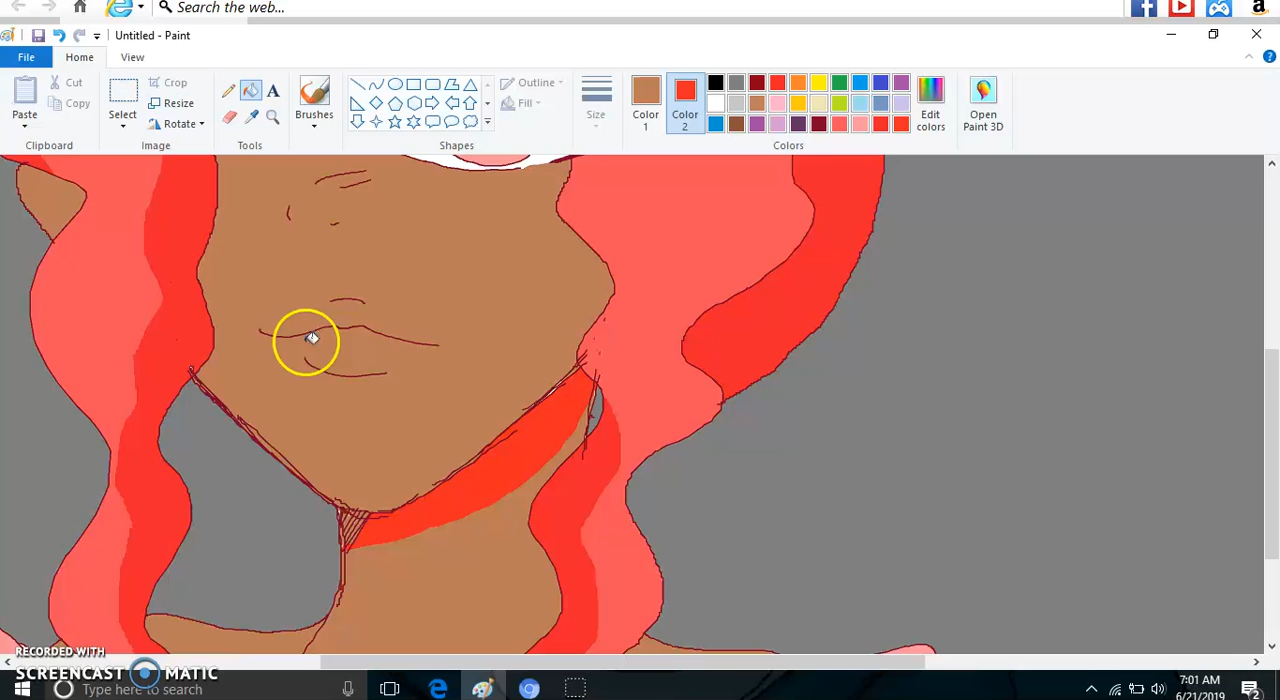 Search the web...
f
a
Untitled - Paint
File Home View
Cut
Copy
Paste
Clipboard
Crop
Resize
Rotate
Select
Image
A
Tools
Brushes
Outline
Fill
Shapes
Size
Color
1
Color
2
Edit
colors
Colors
Open
Paint 3D
RECORDED WITH
SCREENCAST MATIC
Type here to search
7:01 AM
6/21/2019
2